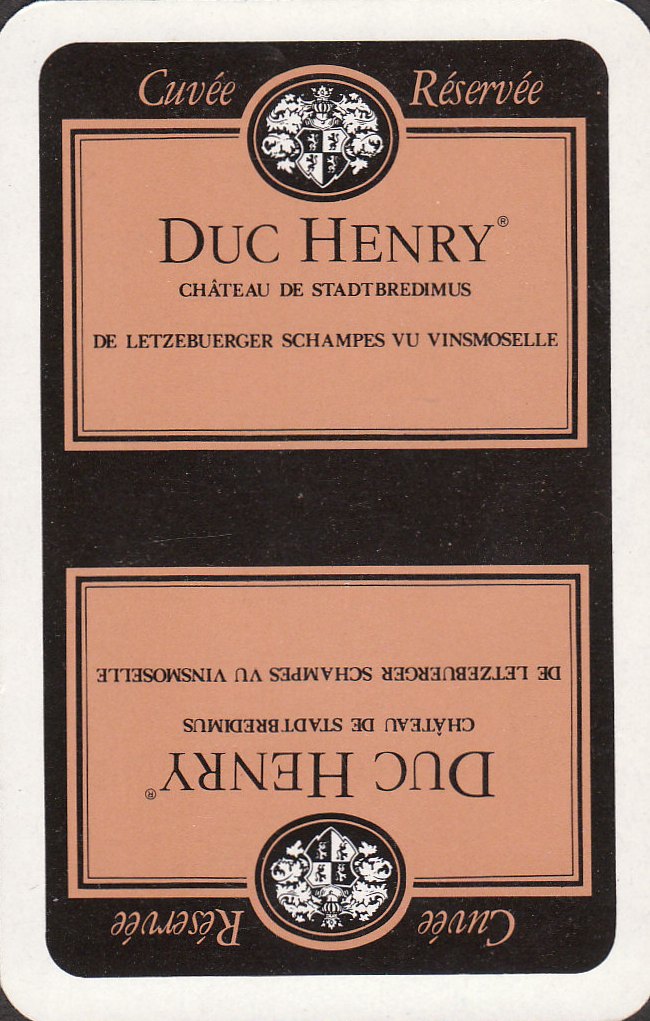 Cuvée Réservée
DUC HENRY®
CHÂTEAU DE STADTBREDIMUS
DE LETZEBUERGER SCHAMPES VU VINSMOSELLE
Cuvée Réservée
DUC HENRY®
CHÂTEAU DE STADTBREDIMUS
DE LETZEBUERGER SCHAMPES VU VINSMOSELLE